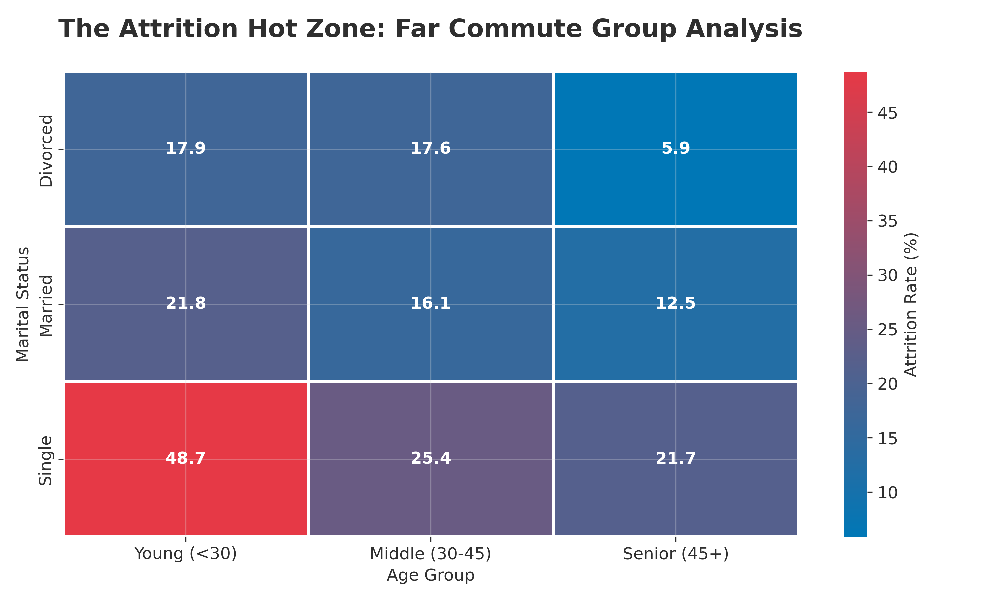 The Attrition Hot Zone: Far Commute Group Analysis
Marital Status
Divorced
17.9
17.6
5.9
Married
21.8
16.1
12.5
Single
48.7
25.4
21.7
Young (<30)
Middle (30-45)
Senior (45+)
Age Group
45
40
35
30
25
20
15
10
Attrition Rate (%)